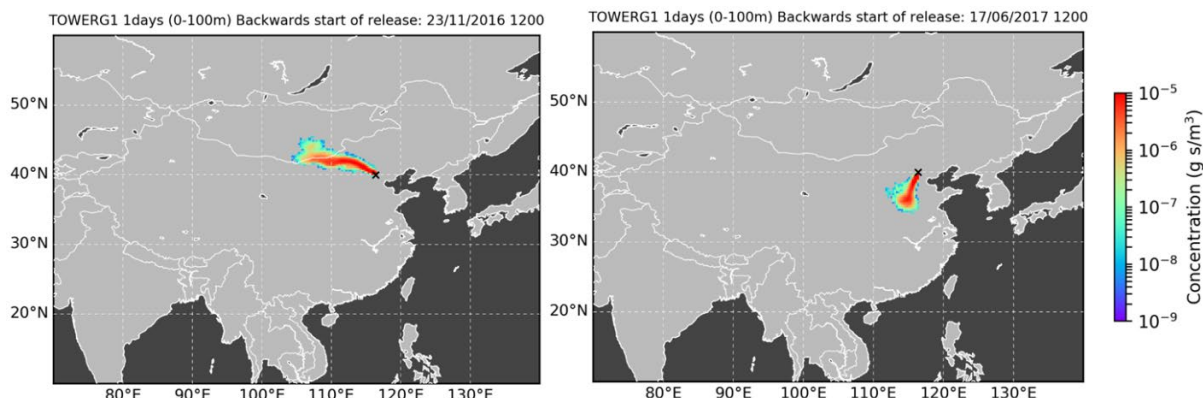 TOWERG1 1days (0-100m) Backwards start of release: 23/11/2016 1200
50°N
40°N
30°N
20°N
80°E
90°E
100°E
110°E
120°E
130°E
TOWERG1 1days (0-100m) Backwards start of release: 17/06/2017 1200
50°N
40°N
30°N
20°N
80°E
90°E
100°E
110°E
120°E
130°E
10⁻⁵
10⁻⁶
10⁻⁷
10⁻⁸
10⁻⁹
Concentration (g s/m³)